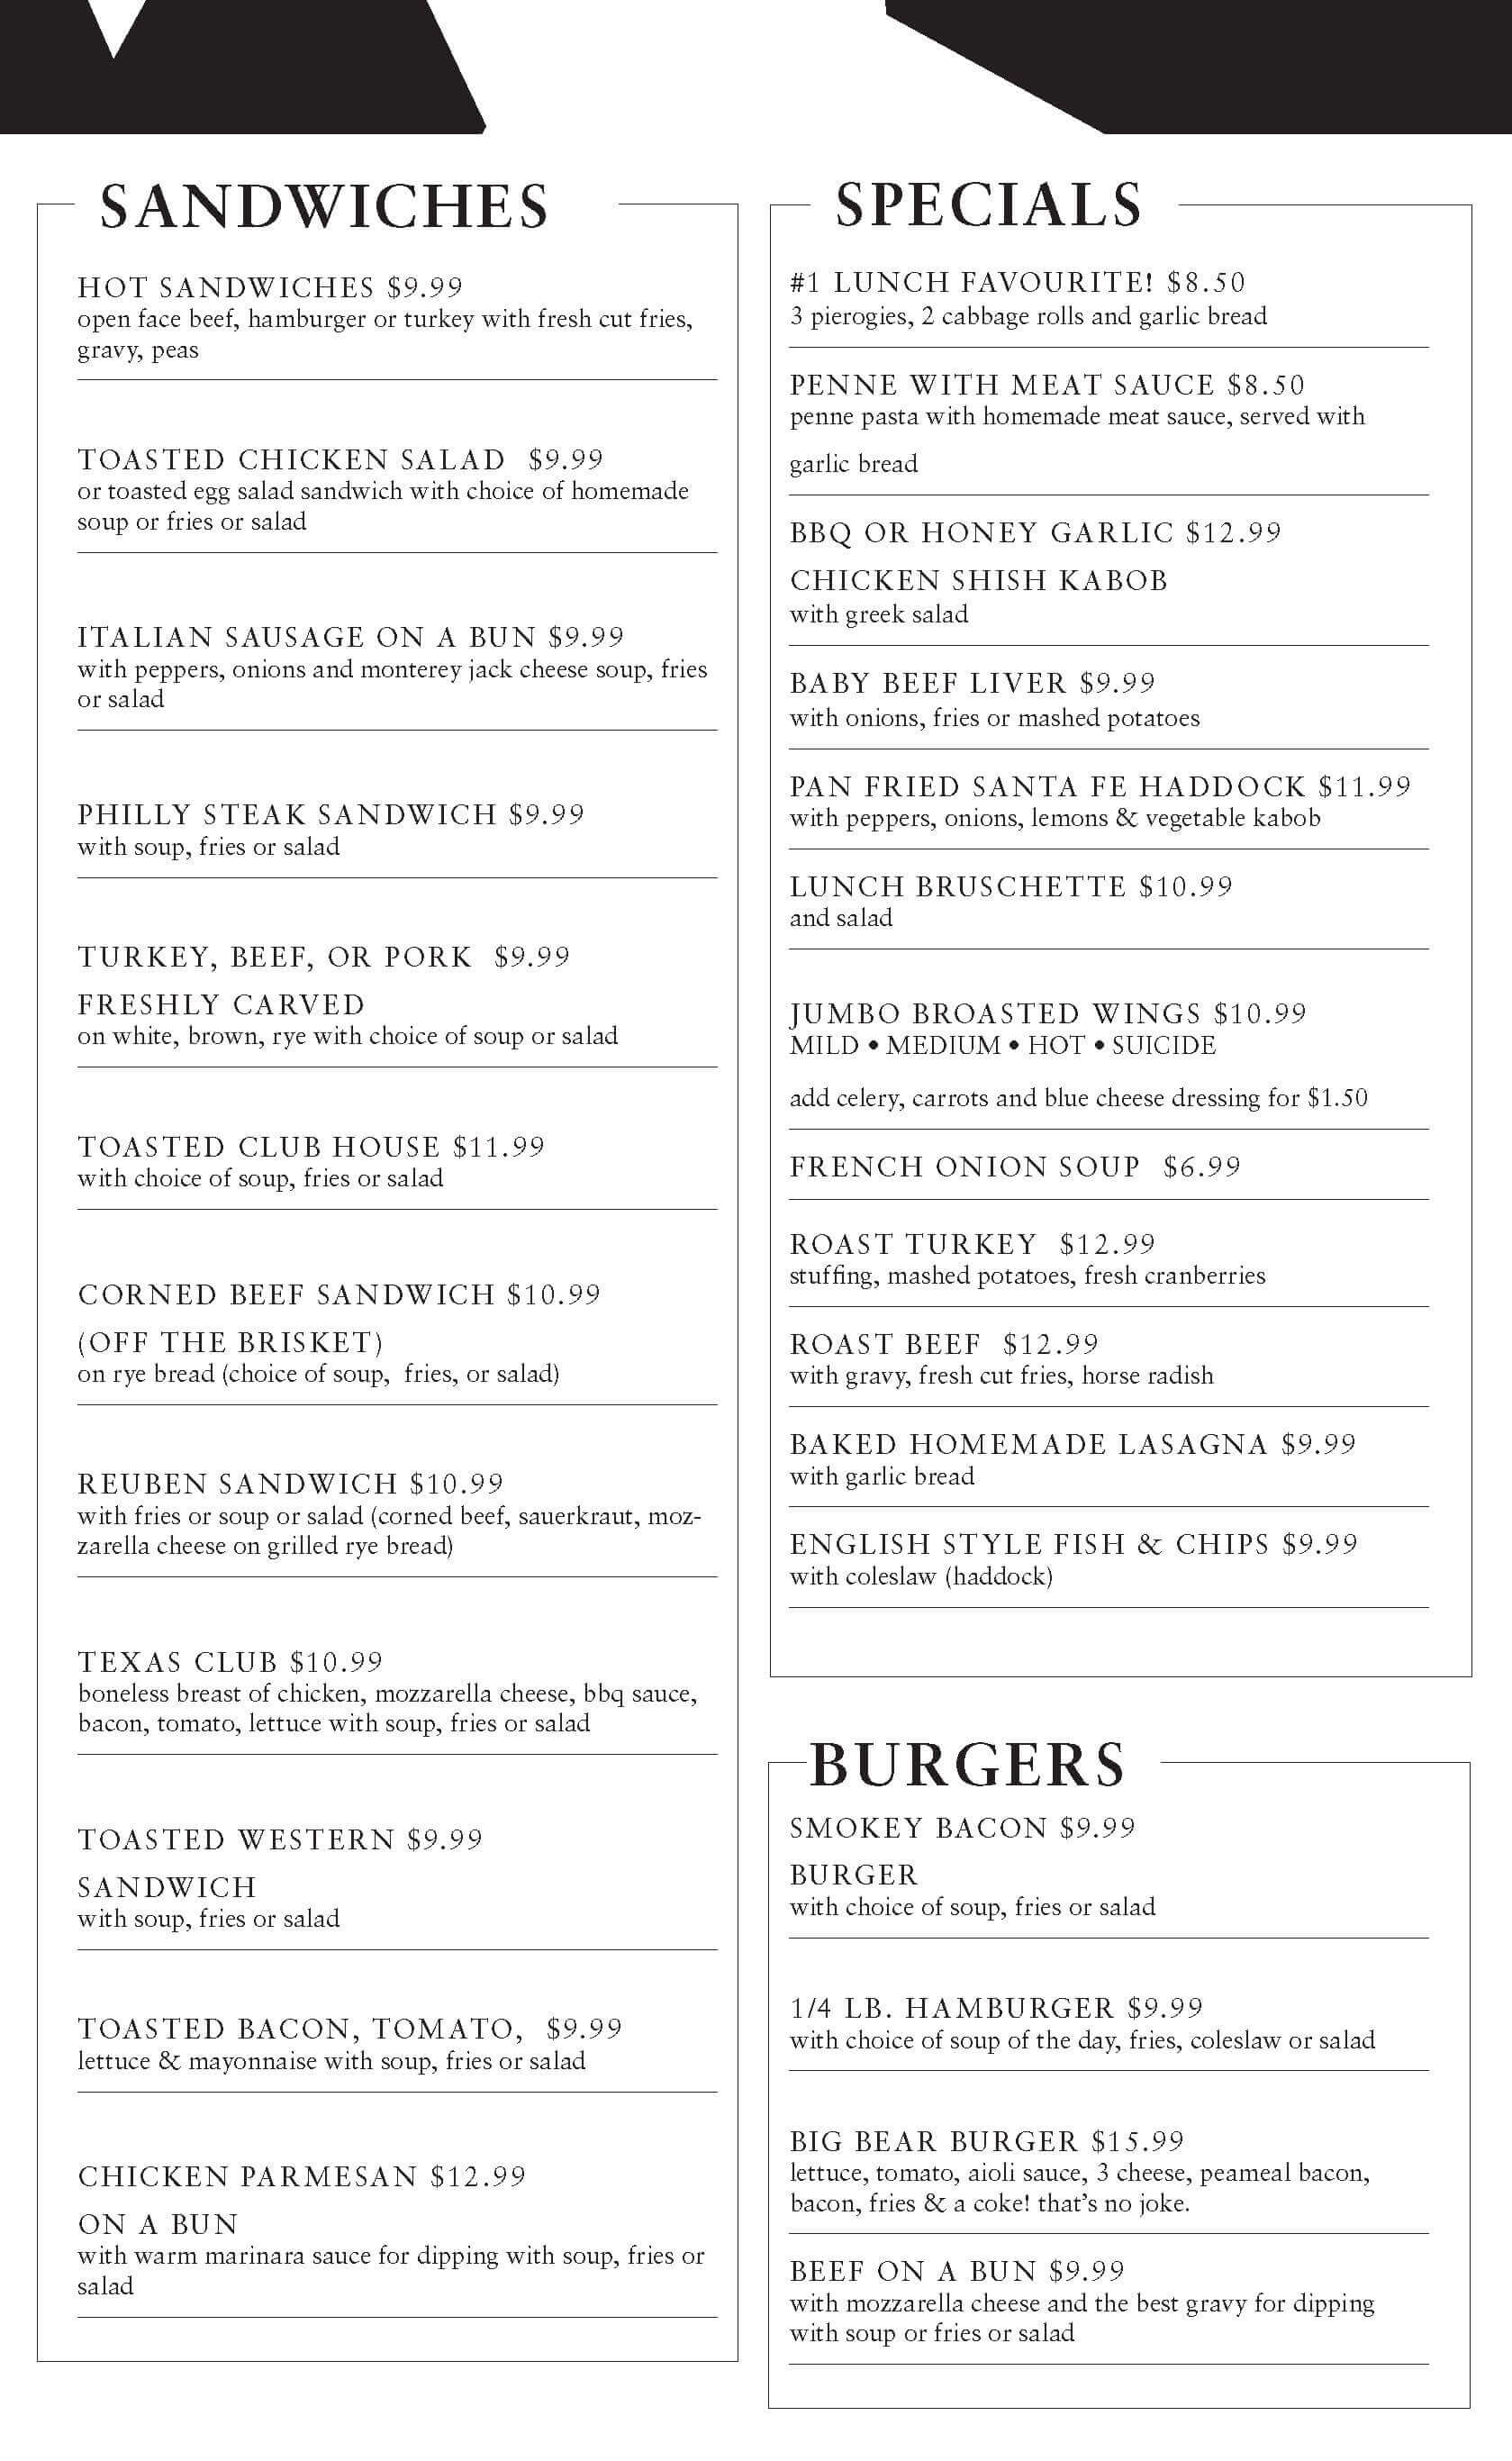 SANDWICHES
HOT SANDWICHES $9.99
open face beef, hamburger or turkey with fresh cut fries,
gravy, peas
TOASTED CHICKEN SALAD $9.99
or toasted egg salad sandwich with choice of homemade
soup or fries or salad
ITALIAN SAUSAGE ON A BUN $9.99
with peppers, onions and monterey jack cheese soup, fries
or salad
PHILLY STEAK SANDWICH $9.99
with soup, fries or salad
TURKEY, BEEF, OR PORK $9.99
FRESHLY CARVED
on white, brown, rye with choice of soup or salad
TOASTED CLUB HOUSE $11.99
with choice of soup, fries or salad
CORNED BEEF SANDWICH $10.99
(OFF THE BRISKET)
on rye bread (choice of soup, fries, or salad)
REUBEN SANDWICH $10.99
with fries or soup or salad (corned beef, sauerkraut, moz-
zarella cheese on grilled rye bread)
TEXAS CLUB $10.99
boneless breast of chicken, mozzarella cheese, bbq sauce,
bacon, tomato, lettuce with soup, fries or salad
TOASTED WESTERN $9.99
SANDWICH
with soup, fries or salad
TOASTED BACON, TOMATO, $9.99
lettuce & mayonnaise with soup, fries or salad
CHICKEN PARMESAN $12.99
ON A BUN
with warm marinara sauce for dipping with soup, fries or
salad
SPECIALS
#1 LUNCH FAVOURITE! $8.50
3 pierogies, 2 cabbage rolls and garlic bread
PENNE WITH MEAT SAUCE $8.50
penne pasta with homemade meat sauce, served with
garlic bread
BBQ OR HONEY GARLIC $12.99
CHICKEN SHISH KABOB
with greek salad
BABY BEEF LIVER $9.99
with onions, fries or mashed potatoes
PAN FRIED SANTA FE HADDOCK $11.99
with peppers, onions, lemons & vegetable kabob
LUNCH BRUSCHETTE $10.99
and salad
JUMBO BROASTED WINGS $10.99
MILD • MEDIUM • HOT • SUICIDE
add celery, carrots and blue cheese dressing for $1.50
FRENCH ONION SOUP $6.99
ROAST TURKEY $12.99
stuffing, mashed potatoes, fresh cranberries
ROAST BEEF $12.99
with gravy, fresh cut fries, horse radish
BAKED HOMEMADE LASAGNA $9.99
with garlic bread
ENGLISH STYLE FISH & CHIPS $9.99
with coleslaw (haddock)
BURGERS
SMOKEY BACON $9.99
BURGER
with choice of soup, fries or salad
1/4 LB. HAMBURGER $9.99
with choice of soup of the day, fries, coleslaw or salad
BIG BEAR BURGER $15.99
lettuce, tomato, aioli sauce, 3 cheese, peameal bacon,
bacon, fries & a coke! that's no joke.
BEEF ON A BUN $9.99
with mozzarella cheese and the best gravy for dipping
with soup or fries or salad